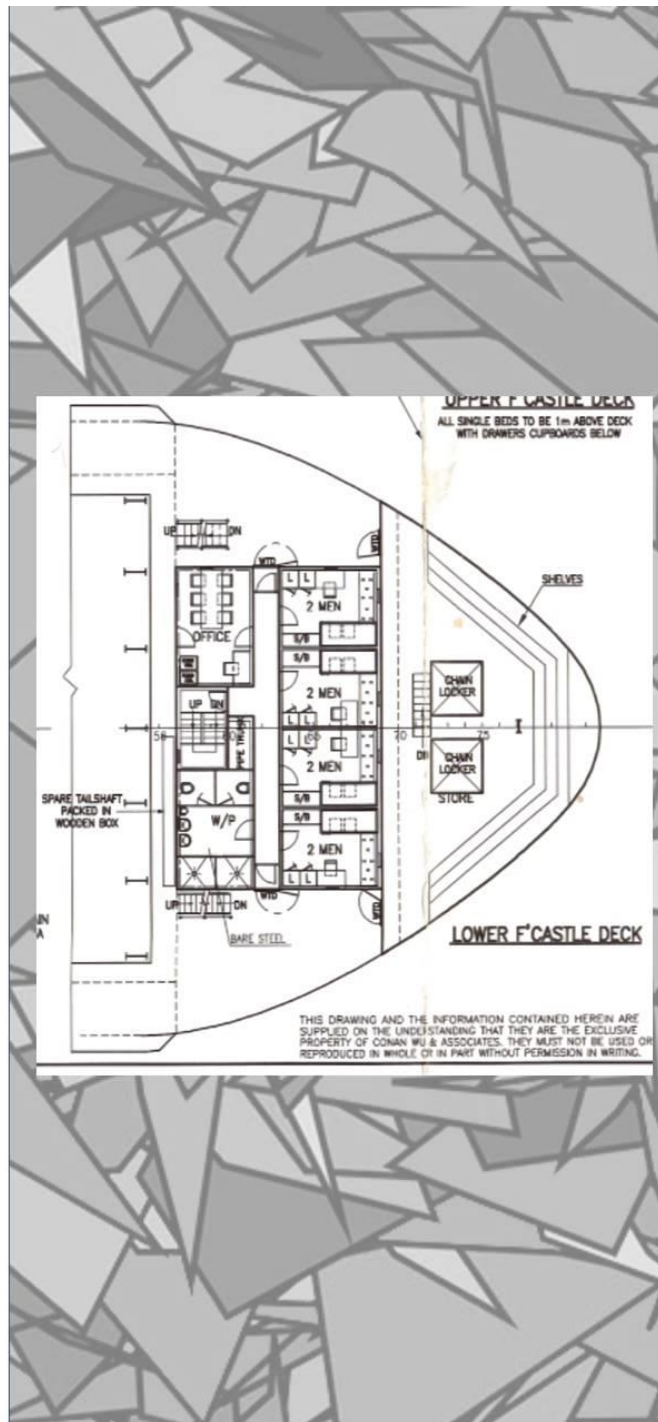 UPPER F'CASTLE DECK
ALL SINGLE BEDS TO BE 1m ABOVE DECK
WITH DRAWERS CUPBOARDS BELOW
UP
DN
WTD
WTD
SHELVES
L L
2 MEN
OFFICE
S/B
S/B
CHAIN
LOCKER
UP DN
2 MEN
L L
60
65
70
75
PIPE TRUNK
L L
2 MEN
CHAIN
LOCKER
STORE
SPARE TAILSHAFT
PACKED IN
WOODEN BOX
W/P
S/B
S/B
2 MEN
L L
UP
DN
WTD
WTD
BARE STEEL
LOWER F'CASTLE DECK
THIS DRAWING AND THE INFORMATION CONTAINED HEREIN ARE
SUPPLIED ON THE UNDERSTANDING THAT THEY ARE THE EXCLUSIVE
PROPERTY OF CONAN WU & ASSOCIATES. THEY MUST NOT BE USED OR
REPRODUCED IN WHOLE OR IN PART WITHOUT PERMISSION IN WRITING.